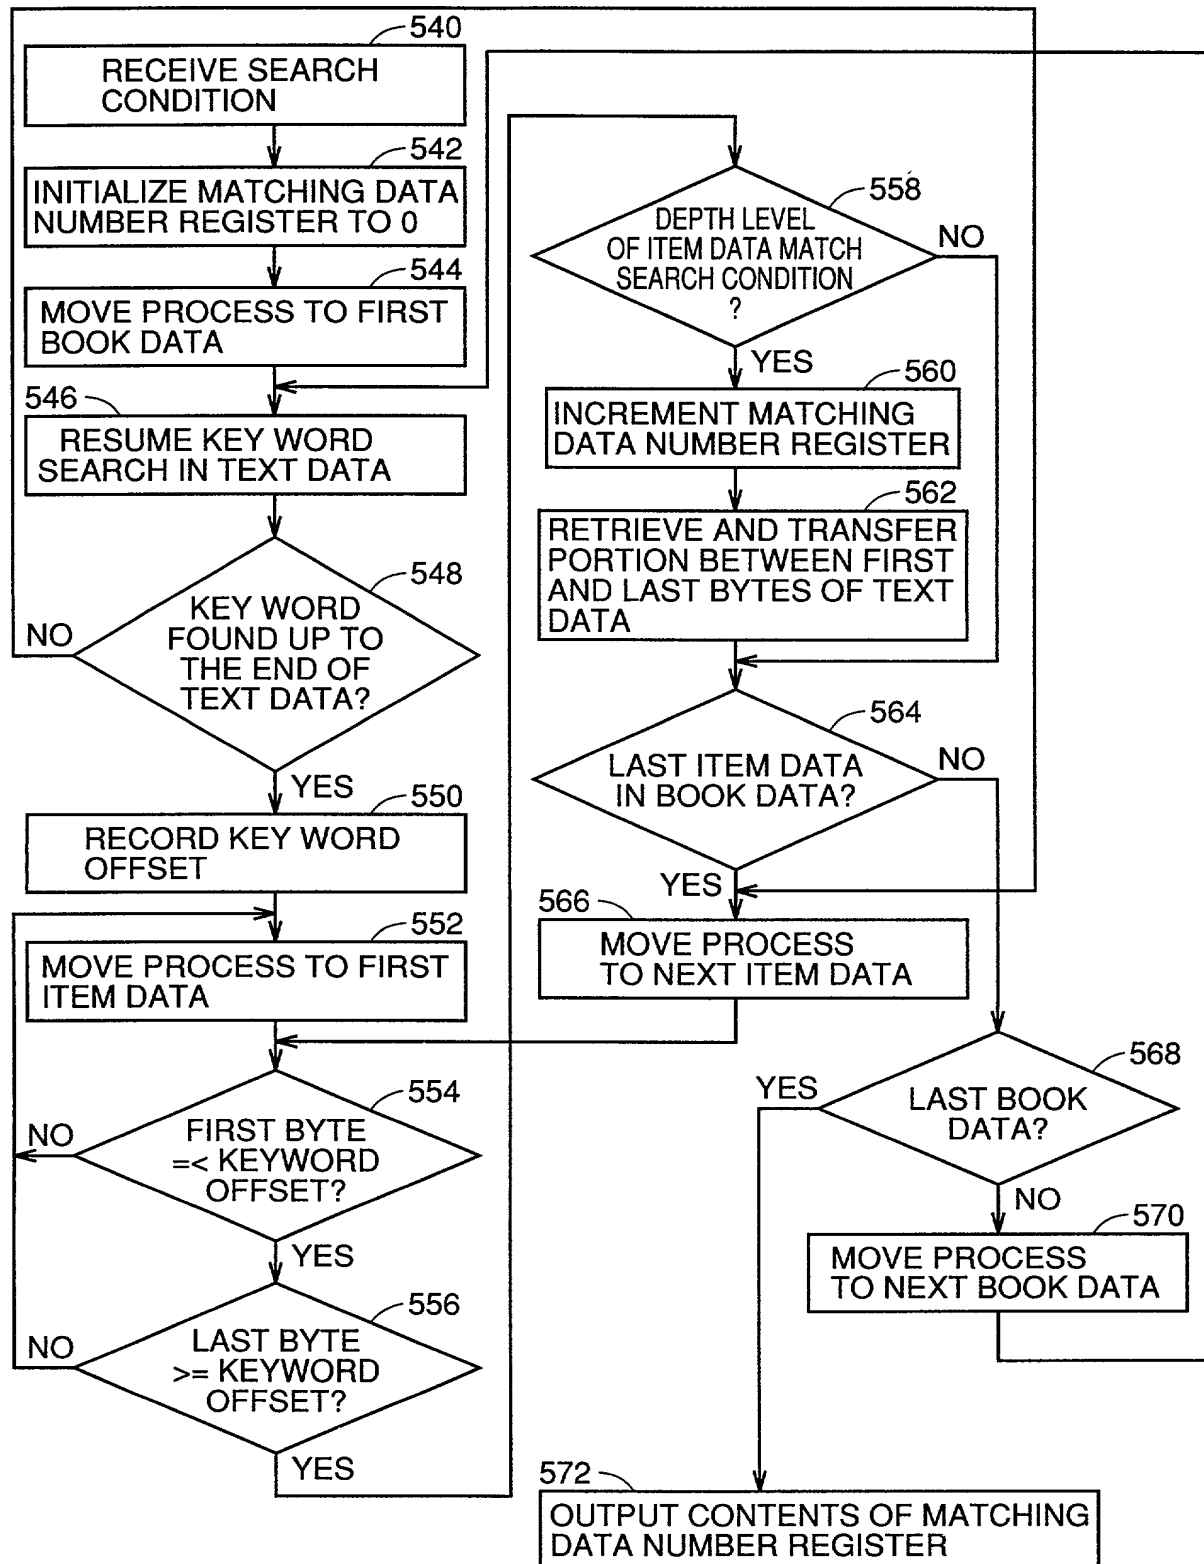 540
RECEIVE SEARCH
CONDITION
542
INITIALIZE MATCHING DATA
NUMBER REGISTER TO 0
544
MOVE PROCESS TO FIRST
BOOK DATA
546
RESUME KEY WORD
SEARCH IN TEXT DATA
548
KEY WORD
FOUND UP TO
THE END OF
TEXT DATA?
NO
YES
550
RECORD KEY WORD
OFFSET
552
MOVE PROCESS TO FIRST
ITEM DATA
554
FIRST BYTE
=< KEYWORD
OFFSET?
NO
YES
556
LAST BYTE
>= KEYWORD
OFFSET?
NO
YES
558
DEPTH LEVEL
OF ITEM DATA MATCH
SEARCH CONDITION
?
NO
YES
560
INCREMENT MATCHING
DATA NUMBER REGISTER
562
RETRIEVE AND TRANSFER
PORTION BETWEEN FIRST
AND LAST BYTES OF TEXT
DATA
564
LAST ITEM DATA
IN BOOK DATA?
NO
YES
566
MOVE PROCESS
TO NEXT ITEM DATA
568
LAST BOOK
DATA?
YES
NO
570
MOVE PROCESS
TO NEXT BOOK DATA
572
OUTPUT CONTENTS OF MATCHING
DATA NUMBER REGISTER